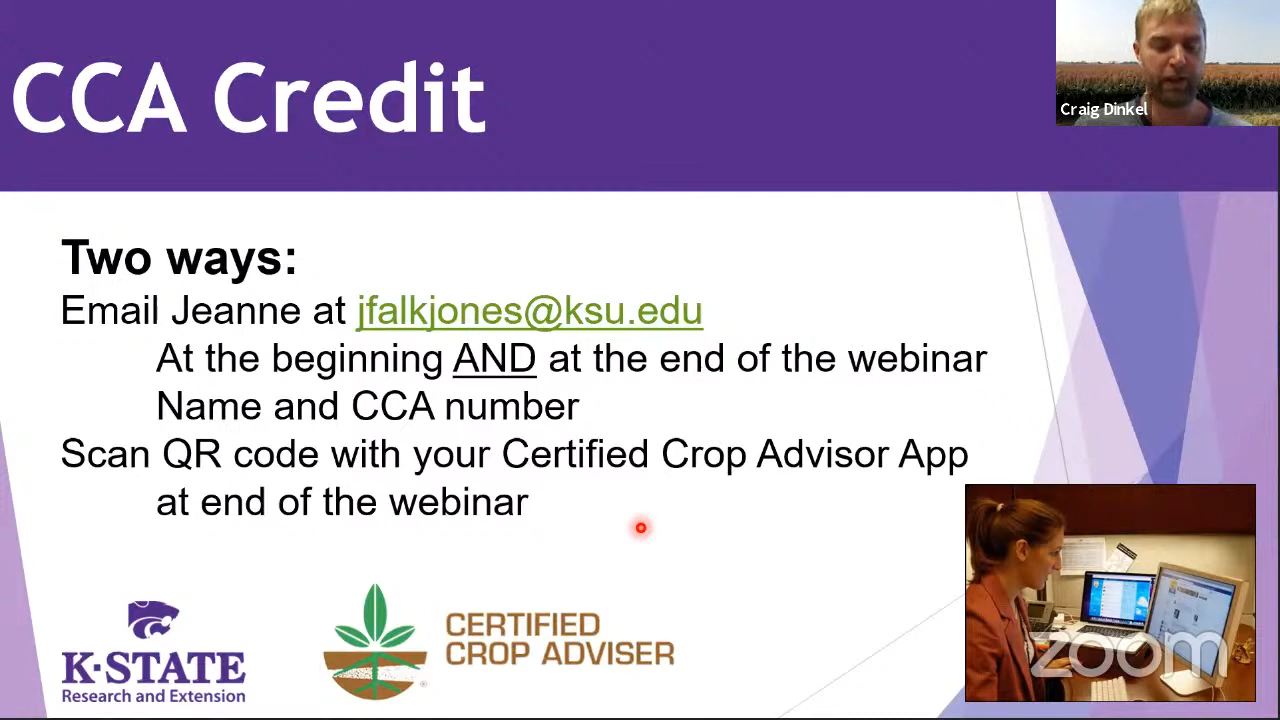 CCA Credit
Craig Dinkel
Two ways:
Email Jeanne at jfalkjones@ksu.edu
At the beginning AND at the end of the webinar
Name and CCA number
Scan QR code with your Certified Crop Advisor App
at end of the webinar
K-STATE
Research and Extension
CERTIFIED
CROP ADVISER
®
zoom